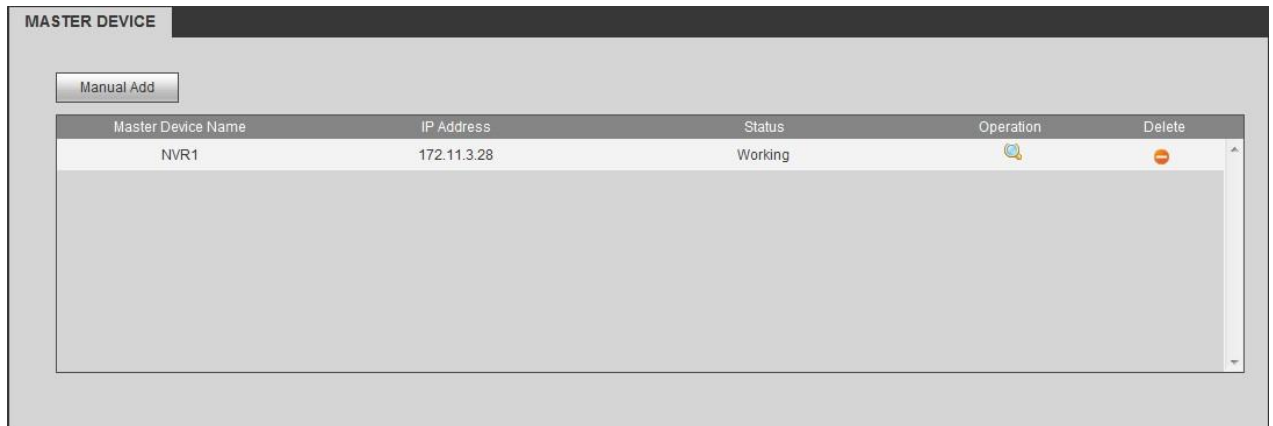 MASTER DEVICE
Manual Add
Master Device Name IP Address Status Operation Delete
NVR1 172.11.3.28 Working